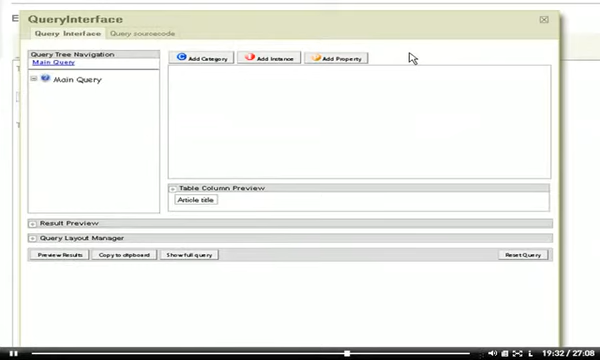 QueryInterface
Query Interface Query sourcecode
Query Tree Navigation
Main Query
Main Query
Add Category Add Instance Add Property
Table Column Preview
Article title
Result Preview
Query Layout Manager
Preview Results Copy to clipboard Show full query Reset Query
19:32 / 27:08